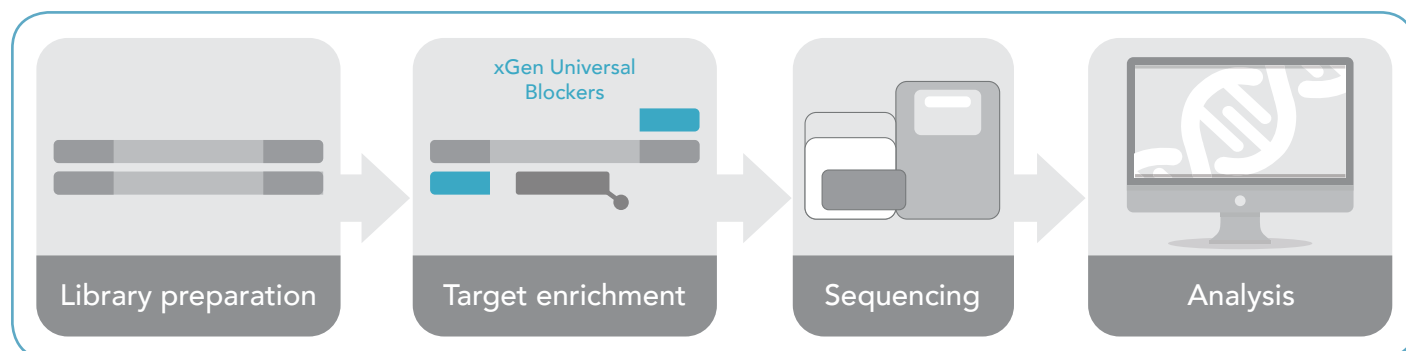 xGen Universal
Blockers
Library preparation
Target enrichment
Sequencing
Analysis